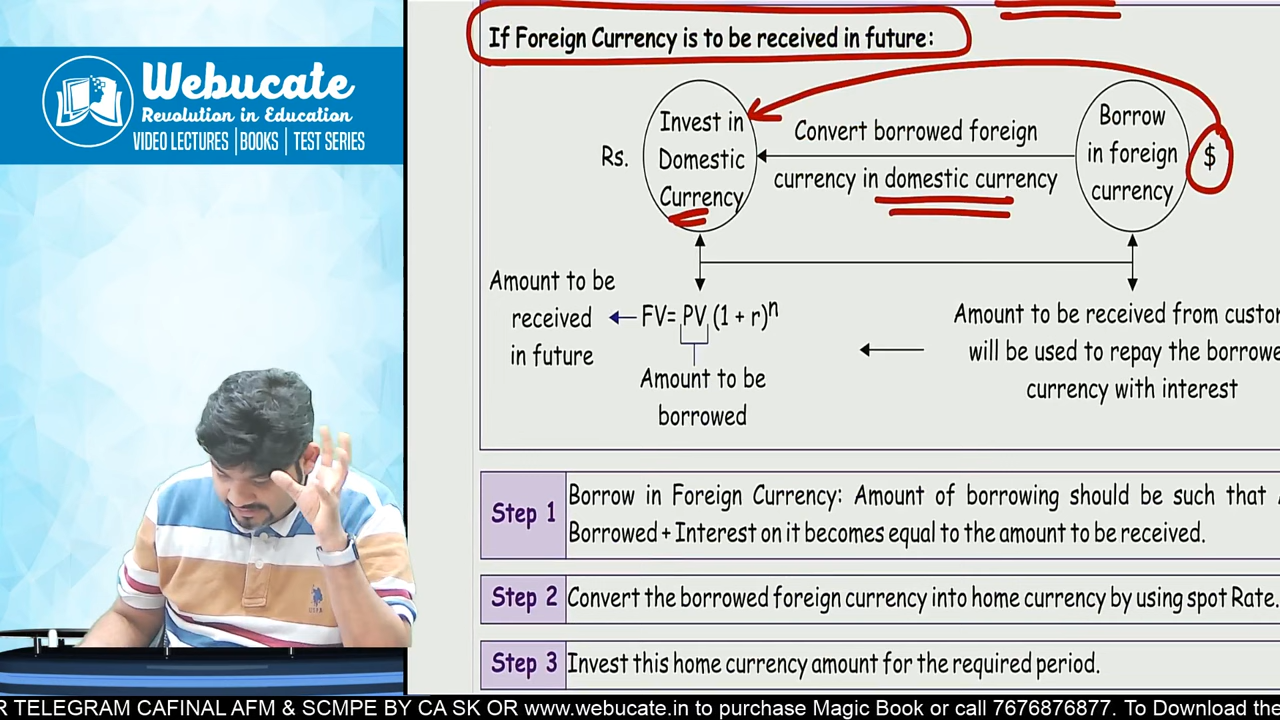 Webucate
Revolution in Education
VIDEO LECTURES | BOOKS | TEST SERIES
If Foreign Currency is to be received in future:
Rs.
Invest in
Domestic
Currency
Convert borrowed foreign
currency in domestic currency
Borrow
in foreign
currency
$
Amount to be
received
in future
FV= PV (1 + r)n
Amount to be
borrowed
Amount to be received from
will be used to repay the
currency with interest
Step 1
Borrow in Foreign Currency: Amount of borrowing should be such that
Borrowed + Interest on it becomes equal to the amount to be received.
Step 2
Convert the borrowed foreign currency into home currency by using spot Rate.
Step 3
Invest this home currency amount for the required period.
R TELEGRAM CAFINAL AFM & SCMPE BY CA SK OR www.webucate.in to purchase Magic Book or call 7676876877. To Download the